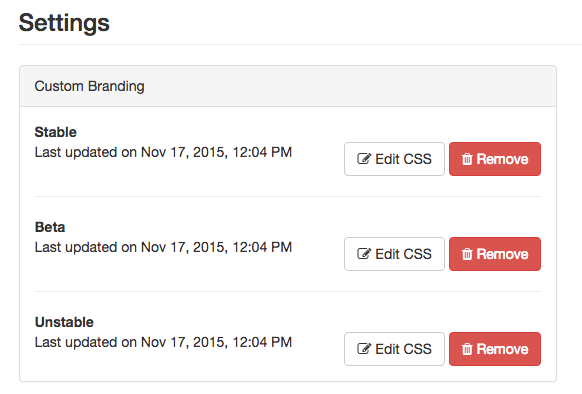 Settings
Custom Branding
Stable
Last updated on Nov 17, 2015, 12:04 PM
Edit CSS Remove
Beta
Last updated on Nov 17, 2015, 12:04 PM
Edit CSS Remove
Unstable
Last updated on Nov 17, 2015, 12:04 PM
Edit CSS Remove